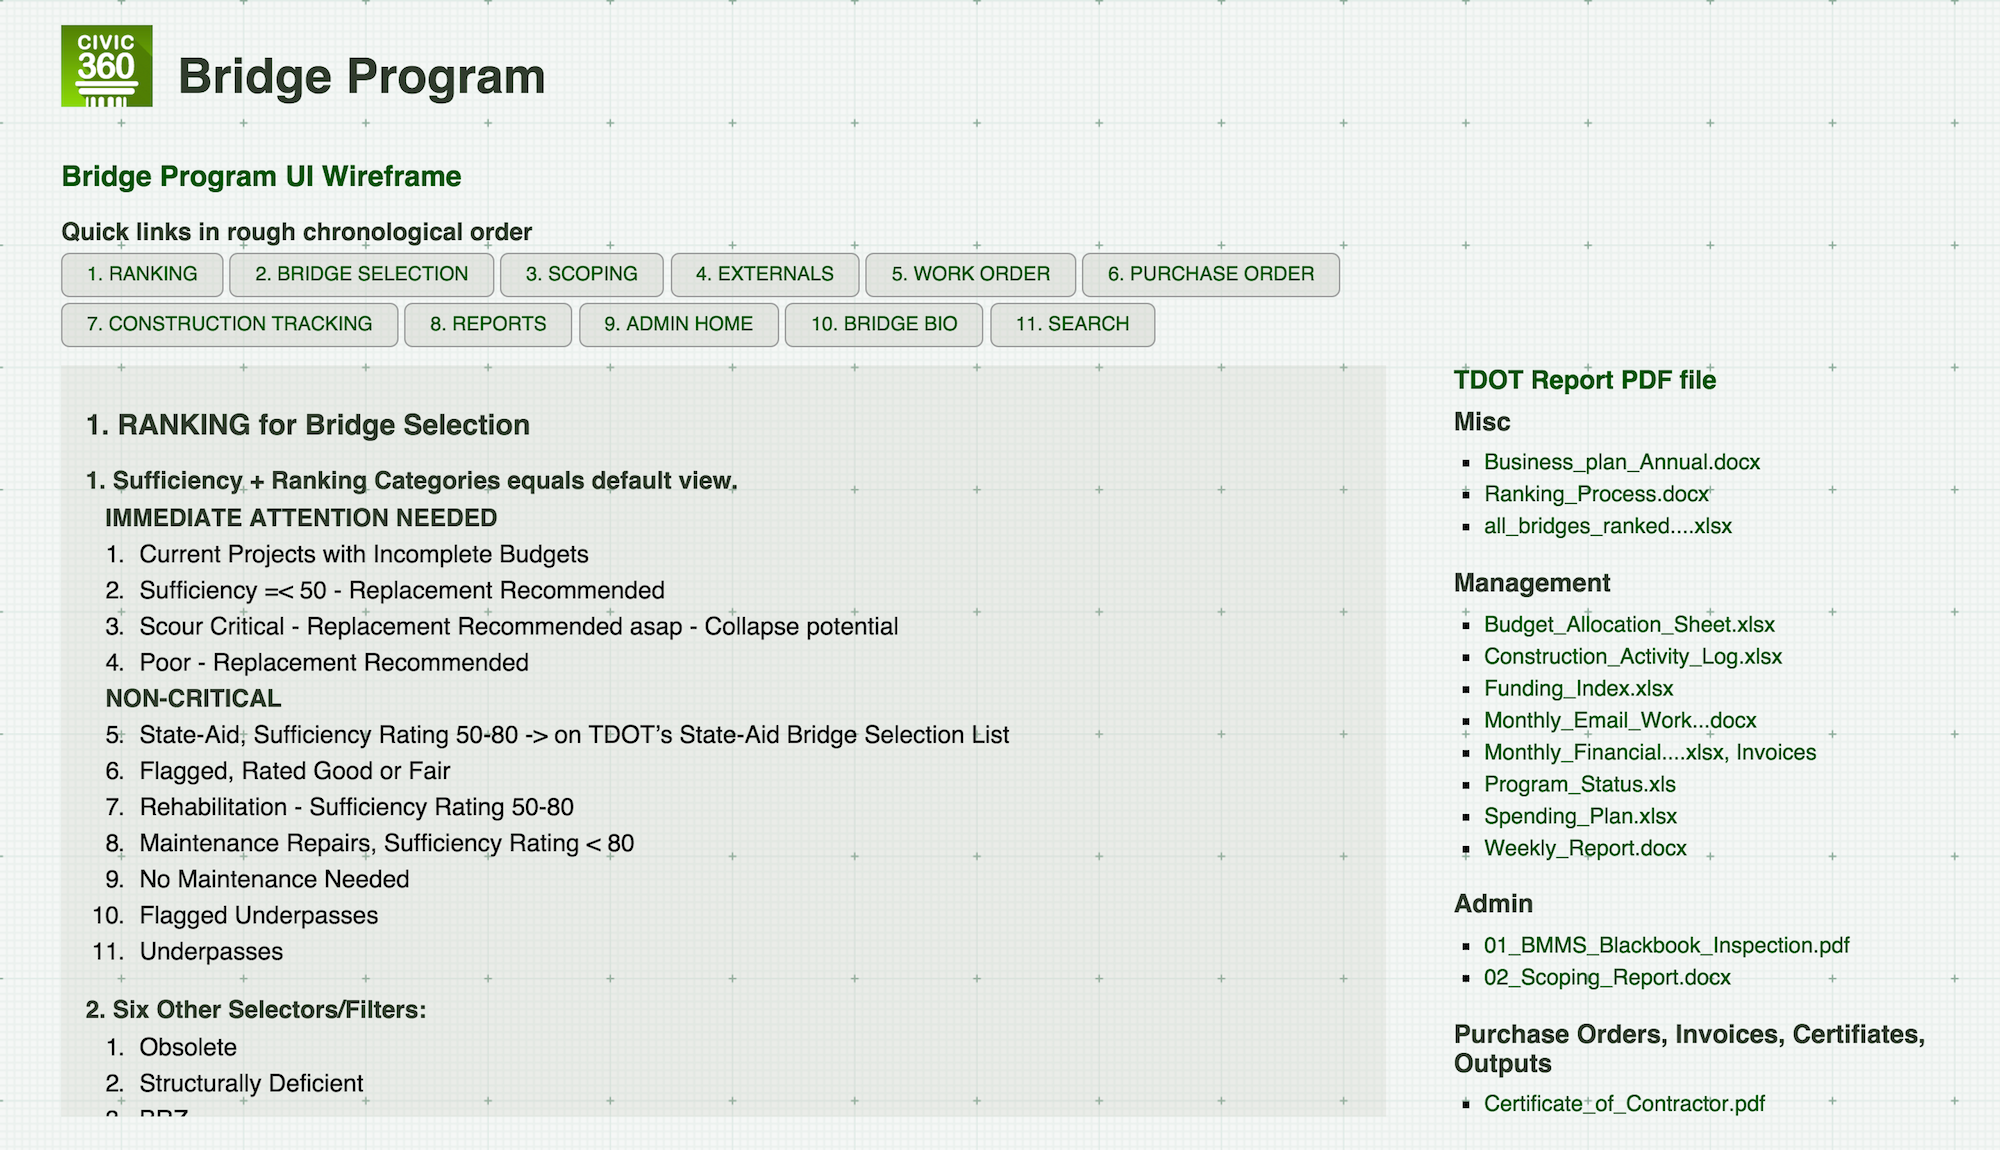 CIVIC
360
Bridge Program
Bridge Program UI Wireframe
Quick links in rough chronological order
1. RANKING
2. BRIDGE SELECTION
3. SCOPING
4. EXTERNALS
5. WORK ORDER
6. PURCHASE ORDER
7. CONSTRUCTION TRACKING
8. REPORTS
9. ADMIN HOME
10. BRIDGE BIO
11. SEARCH
1. RANKING for Bridge Selection
1. Sufficiency + Ranking Categories equals default view.
IMMEDIATE ATTENTION NEEDED
1. Current Projects with Incomplete Budgets
2. Sufficiency =< 50 - Replacement Recommended
3. Scour Critical - Replacement Recommended asap - Collapse potential
4. Poor - Replacement Recommended
NON-CRITICAL
5. State-Aid, Sufficiency Rating 50-80 -> on TDOT’s State-Aid Bridge Selection List
6. Flagged, Rated Good or Fair
7. Rehabilitation - Sufficiency Rating 50-80
8. Maintenance Repairs, Sufficiency Rating < 80
9. No Maintenance Needed
10. Flagged Underpasses
11. Underpasses
2. Six Other Selectors/Filters:
1. Obsolete
2. Structurally Deficient
TDOT Report PDF file
Misc
Business_plan_Annual.docx
Ranking_Process.docx
all_bridges_ranked....xlsx
Management
Budget_Allocation_Sheet.xlsx
Construction_Activity_Log.xlsx
Funding_Index.xlsx
Monthly_Email_Work...docx
Monthly_Financial....xlsx, Invoices
Program_Status.xls
Spending_Plan.xlsx
Weekly_Report.docx
Admin
01_BMMS_Blackbook_Inspection.pdf
02_Scoping_Report.docx
Purchase Orders, Invoices, Certifiates,
Outputs
Certificate_of_Contractor.pdf